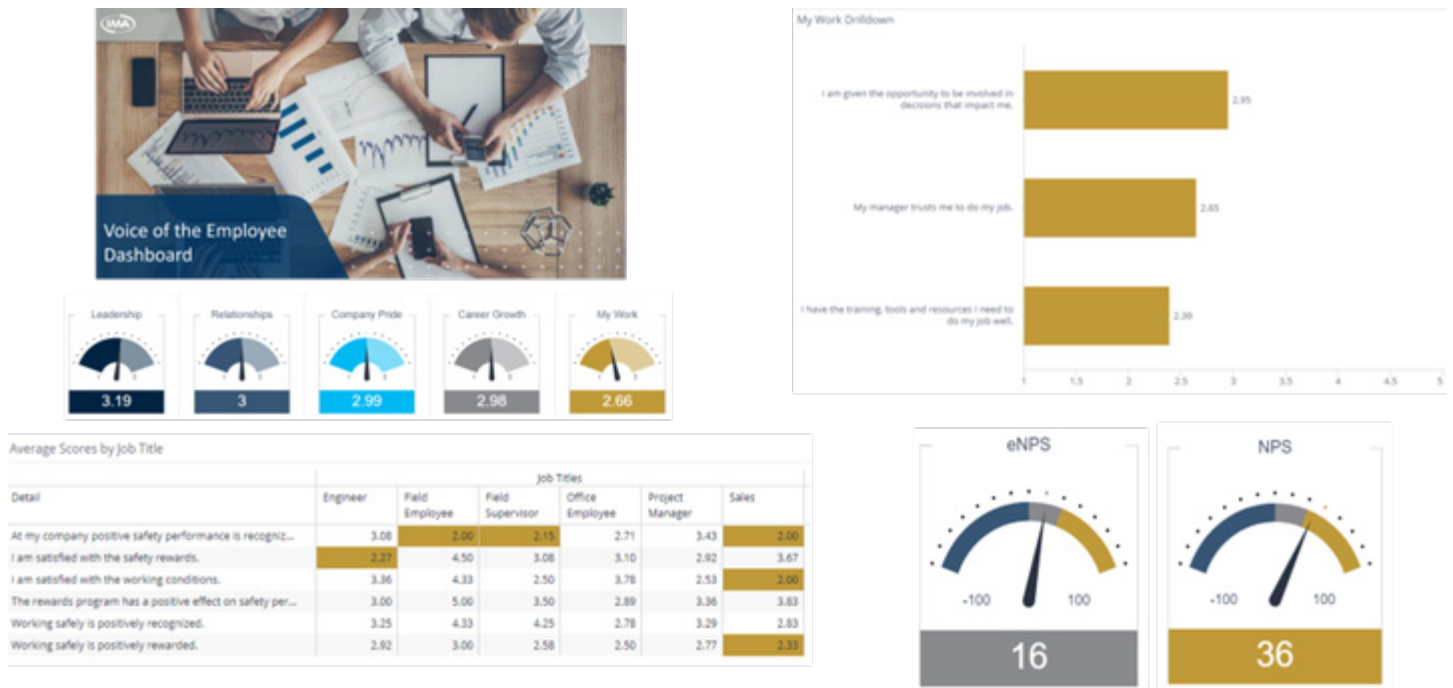 IMA
Voice of the Employee
Dashboard
Leadership
1 5
3.19
Relationships
1 5
3
Company Pride
1 5
2.99
Career Growth
1 5
2.98
My Work
1 5
2.66
My Work Drilldown
I am given the opportunity to be involved in
decisions that impact me.
2.95
My manager trusts me to do my job.
2.65
I have the training, tools and resources I need to
do my job well.
2.39
1 1.5 2 2.5 3 3.5 4 4.5 5
Average Scores by Job Title
Job Titles
Detail Engineer Field Employee Field Supervisor Office Employee Project Manager Sales
At my company positive safety performance is recogniz... 3.08 2.00 2.15 2.71 3.43 2.00
I am satisfied with the safety rewards. 2.27 4.50 3.08 3.10 2.92 3.67
I am satisfied with the working conditions. 3.36 4.33 2.50 3.78 2.53 2.00
The rewards program has a positive effect on safety per... 3.00 5.00 3.50 2.89 3.36 3.83
Working safely is positively recognized. 3.25 4.33 4.25 2.78 3.29 2.83
Working safely is positively rewarded. 2.92 3.00 2.58 2.50 2.77 2.33
eNPS
-100 100
16
NPS
-100 100
36